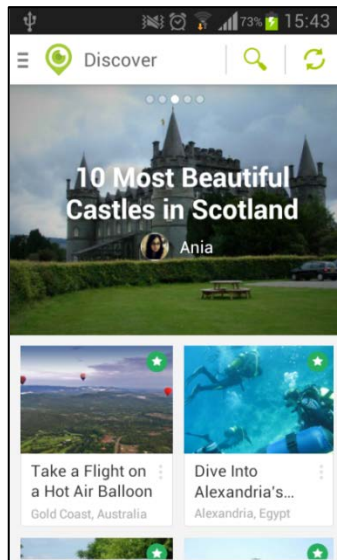 73% 15:43
Discover
10 Most Beautiful
Castles in Scotland
Ania
Take a Flight on
a Hot Air Balloon
Gold Coast, Australia
Dive Into
Alexandria's...
Alexandria, Egypt